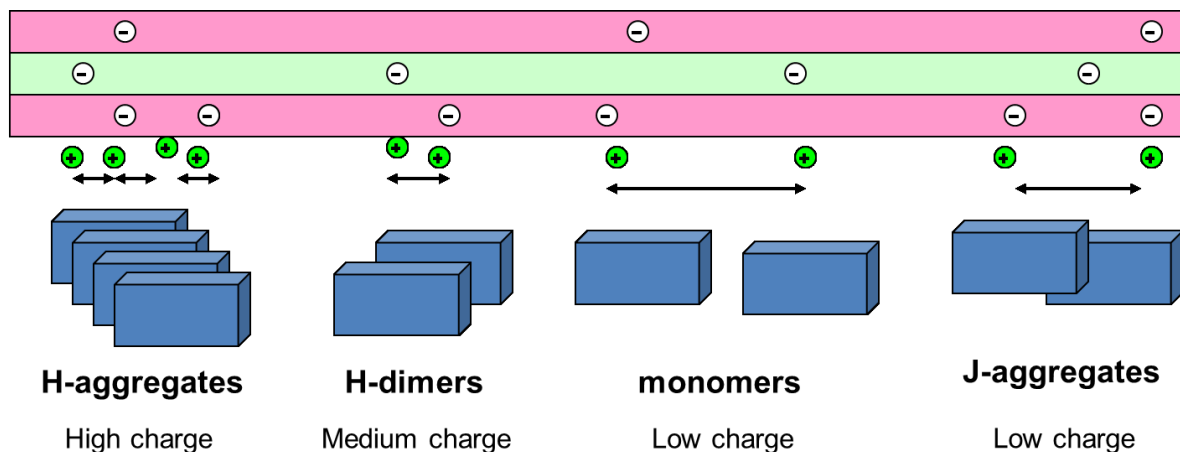 H-aggregates
H-dimers
monomers
J-aggregates
High charge
Medium charge
Low charge
Low charge